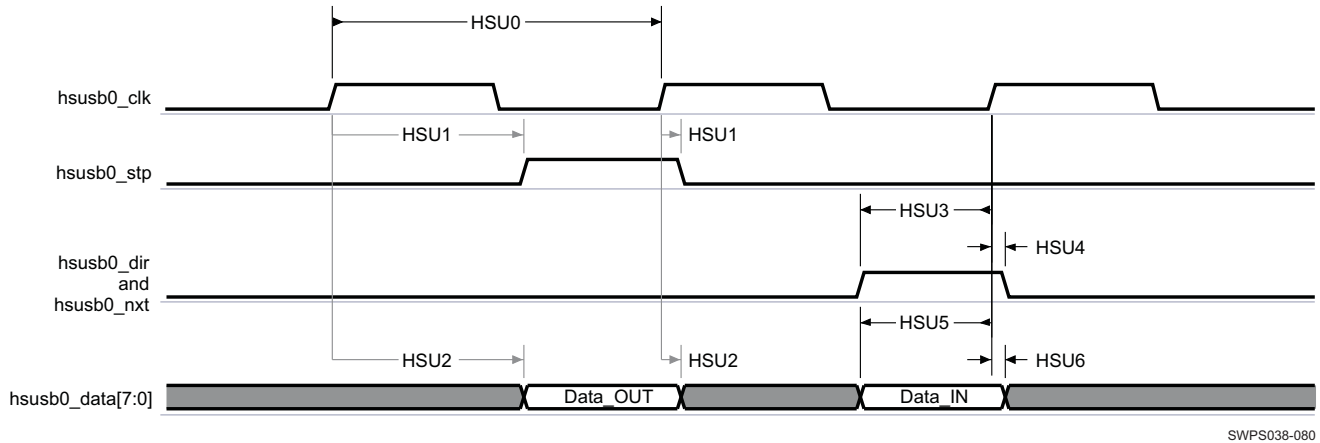 HSU0
hsusb0_clk
HSU1
HSU1
hsusb0_stp
HSU3
HSU4
hsusb0_dir
and
hsusb0_nxt
HSU5
HSU2
HSU2
HSU6
hsusb0_data[7:0]
Data_OUT
Data_IN
SWPS038-080